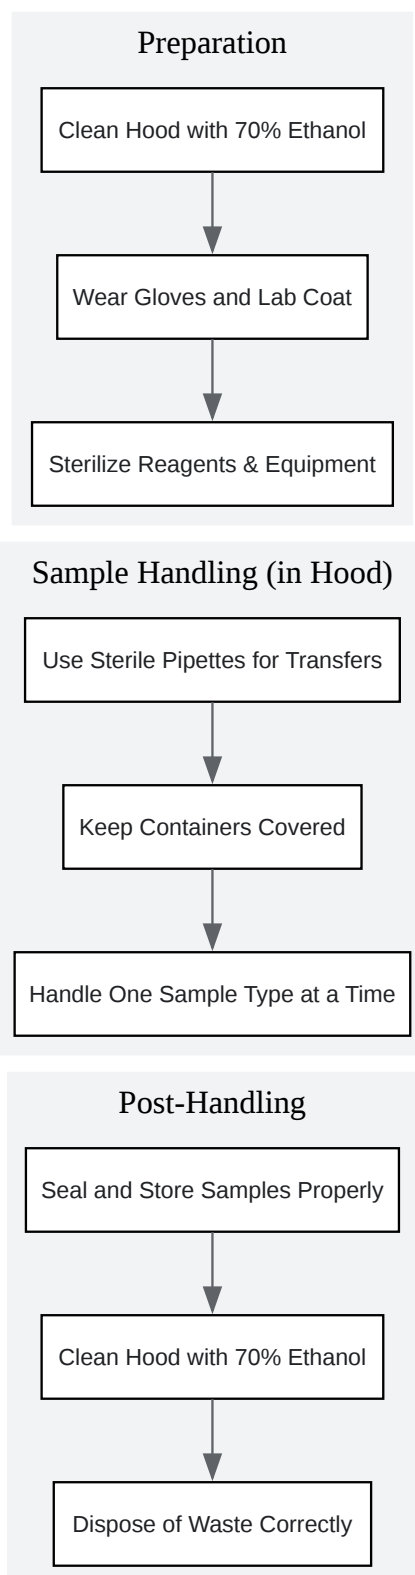 Preparation
Clean Hood with 70% Ethanol
Wear Gloves and Lab Coat
Sterilize Reagents & Equipment
Sample Handling (in Hood)
Use Sterile Pipettes for Transfers
Keep Containers Covered
Handle One Sample Type at a Time
Post-Handling
Seal and Store Samples Properly
Clean Hood with 70% Ethanol
Dispose of Waste Correctly